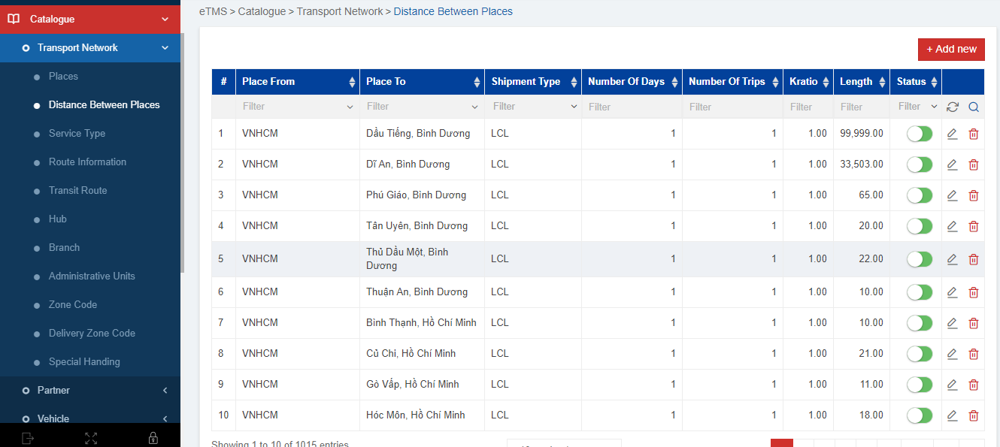 Catalogue
Transport Network
Places
Distance Between Places
Service Type
Route Information
Transit Route
Hub
Branch
Administrative Units
Zone Code
Delivery Zone Code
Special Handing
Partner
Vehicle
eTMS > Catalogue > Transport Network > Distance Between Places
+ Add new
# Place From Place To Shipment Type Number Of Days Number Of Trips Kratio Length Status
Filter Filter Filter Filter Filter Filter Filter Filter
1 VNHCM Dầu Tiếng, Bình Dương LCL 1 1 1.00 99,999.00
2 VNHCM Dĩ An, Bình Dương LCL 1 1 1.00 33,503.00
3 VNHCM Phú Giáo, Bình Dương LCL 1 1 1.00 65.00
4 VNHCM Tân Uyên, Bình Dương LCL 1 1 1.00 20.00
5 VNHCM Thủ Dầu Một, Bình Dương LCL 1 1 1.00 22.00
6 VNHCM Thuận An, Bình Dương LCL 1 1 1.00 10.00
7 VNHCM Bình Thạnh, Hồ Chí Minh LCL 1 1 1.00 10.00
8 VNHCM Củ Chi, Hồ Chí Minh LCL 1 1 1.00 21.00
9 VNHCM Gò Vấp, Hồ Chí Minh LCL 1 1 1.00 11.00
10 VNHCM Hóc Môn, Hồ Chí Minh LCL 1 1 1.00 18.00
Showing 1 to 10 of 1015 entries